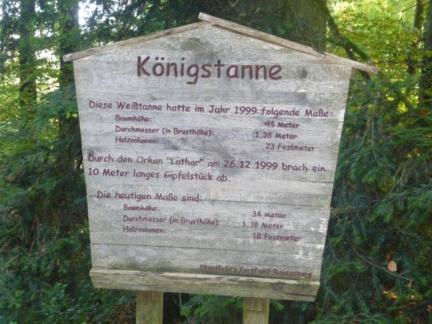 Königstanne
Diese Weißtanne hatte im Jahr 1999 folgende Maße:
Baumhöhe: 44 Meter
Durchmesser (in Brusthöhe): 1,38 Meter
Holzvolumen: 23 Festmeter
Durch den Orkan "Lothar" am 26.12.1999 brach ein
10 Meter langes Gipfelstück ab.
Die heutigen Maße sind:
Baumhöhe: 34 Meter
Durchmesser (in Brusthöhe): 1,38 Meter
Holzvolumen: 18 Festmeter